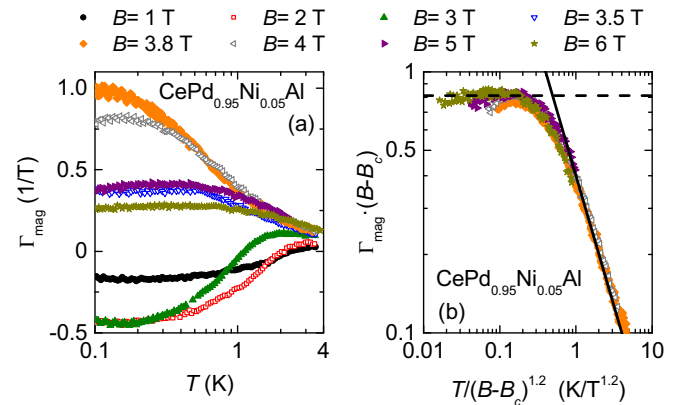 B= 1 T B= 2 T B= 3 T B= 3.5 T
B= 3.8 T B= 4 T B= 5 T B= 6 T
CePd0.95Ni0.05Al
(a)
1.0
0.5
0
-0.5
Γmag (1/T)
0.1 1 4
T (K)
Γmag·(B-Bc)
1
0.5
0.1
CePd0.95Ni0.05Al
(b)
0.01 0.1 1 10
T/(B-Bc)^1.2 (K/T^1.2)